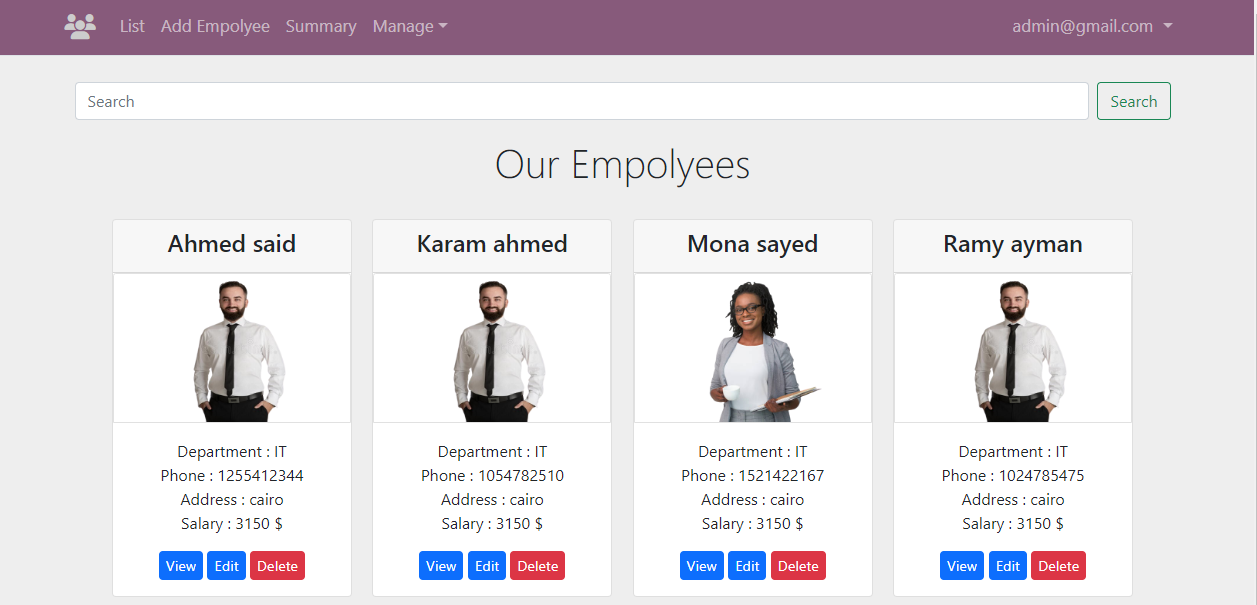 List Add Empolyee Summary Manage admin@gmail.com
Search Search
Our Empolyees
Ahmed said
Department : IT
Phone : 1255412344
Address : cairo
Salary : 3150 $
View Edit Delete
Karam ahmed
Department : IT
Phone : 1054782510
Address : cairo
Salary : 3150 $
View Edit Delete
Mona sayed
Department : IT
Phone : 1521422167
Address : cairo
Salary : 3150 $
View Edit Delete
Ramy ayman
Department : IT
Phone : 1024785475
Address : cairo
Salary : 3150 $
View Edit Delete